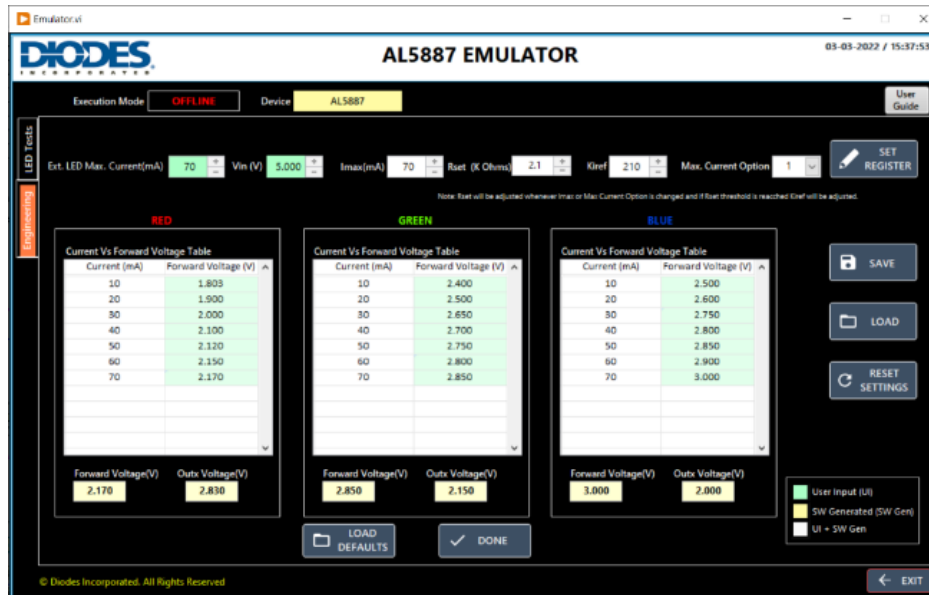 Emulator.vi
DIODES
INCORPORATED
AL5887 EMULATOR
03-03-2022 / 15:37:53
Execution Mode OFFLINE Device AL5887
User
Guide
LED Tests
Engineering
Ext. LED Max. Current(mA) 70 Vin (V) 5.000 Imax(mA) 70 Rset (K Ohms) 2.1 Kiref 210 Max. Current Option 1
SET
REGISTER
Note: Rset will be adjusted whenever Imax or Max Current Option is changed and if Rset threshold is reacched Kiref will be adjusted.
RED
Current Vs Forward Voltage Table
Current (mA) Forward Voltage (V)
10 1.803
20 1.900
30 2.000
40 2.100
50 2.120
60 2.150
70 2.170
Forward Voltage(V) Outx Voltage(V)
2.170 2.830
GREEN
Current Vs Forward Voltage Table
Current (mA) Forward Voltage (V)
10 2.400
20 2.500
30 2.650
40 2.700
50 2.750
60 2.800
70 2.850
Forward Voltage(V) Outx Voltage(V)
2.850 2.150
BLUE
Current Vs Forward Voltage Table
Current (mA) Forward Voltage (V)
10 2.500
20 2.600
30 2.750
40 2.800
50 2.850
60 2.900
70 3.000
Forward Voltage(V) Outx Voltage(V)
3.000 2.000
SAVE
LOAD
RESET
SETTINGS
User Input (UI)
SW Generated (SW Gen)
UI + SW Gen
LOAD
DEFAULTS
DONE
© Diodes Incorporated. All Rights Reserved
EXIT